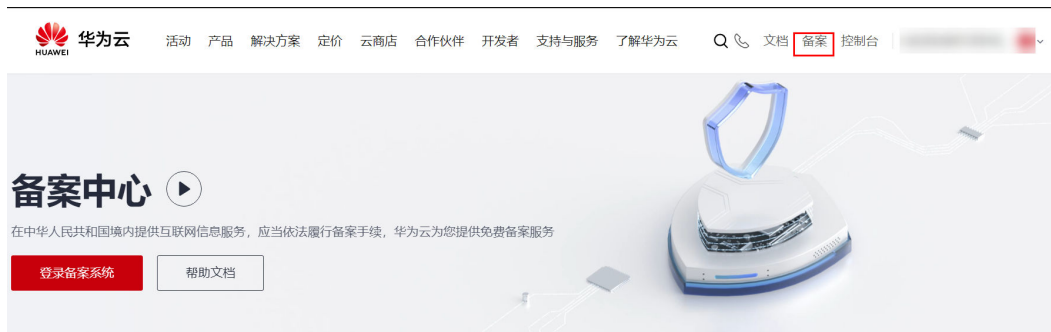 HUAWEI 华为云 活动 产品 解决方案 定价 云商店 合作伙伴 开发者 支持与服务 了解华为云 文档 备案 控制台
备案中心
在中华人民共和国境内提供互联网信息服务，应当依法履行备案手续，华为云为您提供免费备案服务
登录备案系统 帮助文档